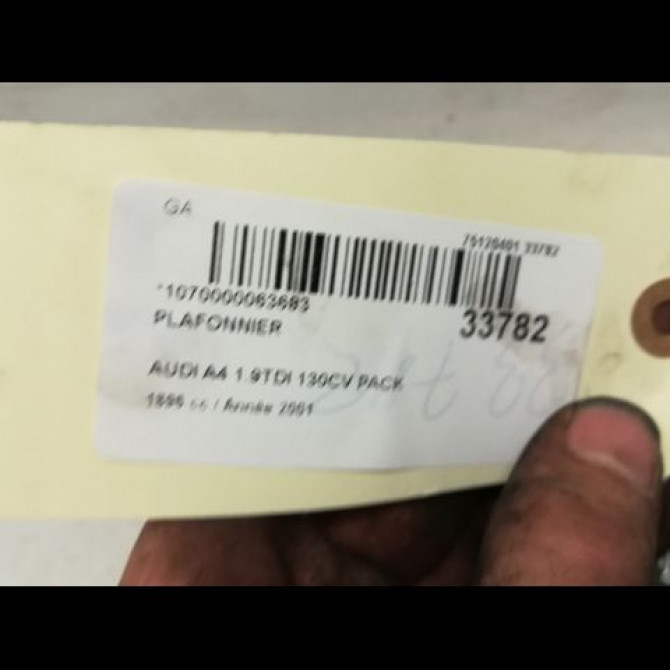 GA
75120401 33782
*1070000063683
PLAFONNIER
33782
AUDI A4 1.9TDI 130CV PACK
1896 cc / Année 2001